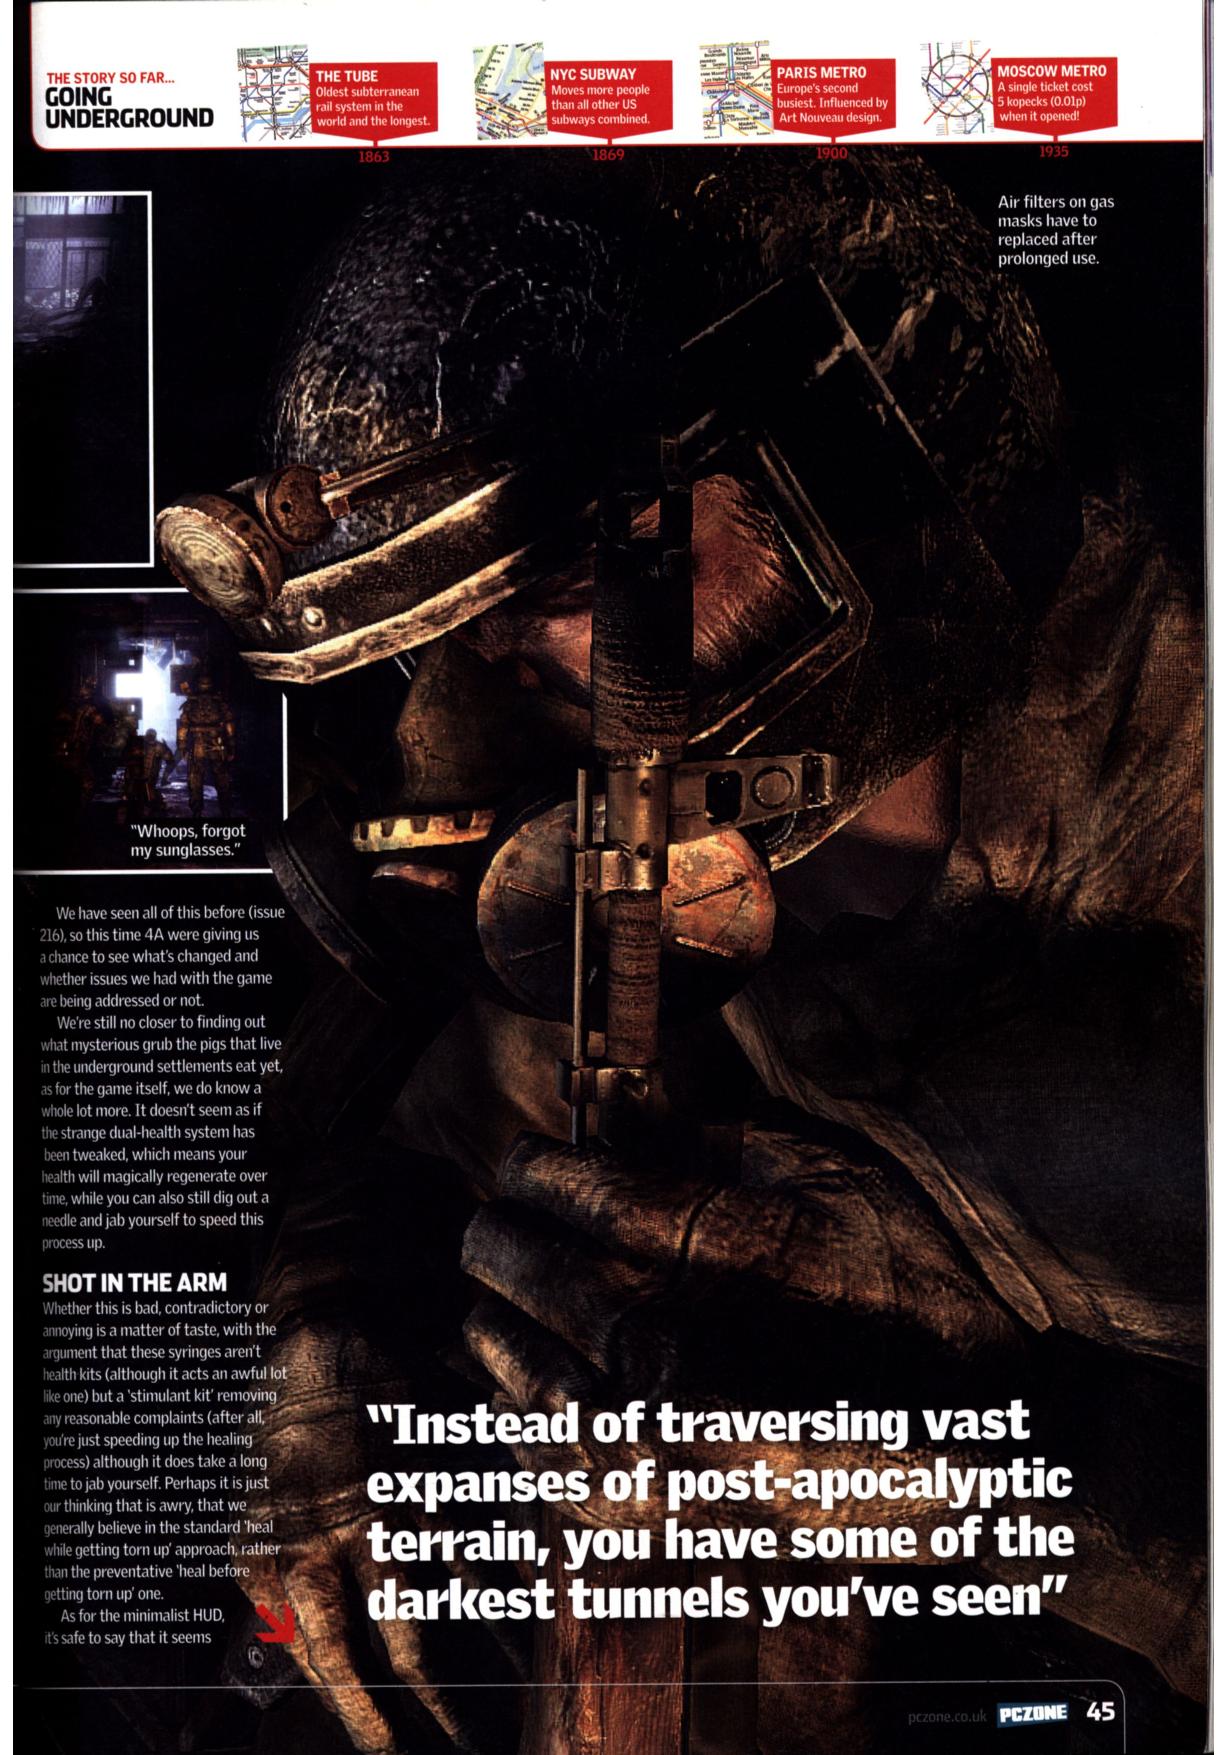 THE STORY SO FAR...
GOING
UNDERGROUND
THE TUBE
Oldest subterranean
rail system in the
world and the longest.
1863
NYC SUBWAY
Moves more people
than all other US
subways combined.
1869
PARIS METRO
Europe's second
busiest. Influenced by
Art Nouveau design.
1900
MOSCOW METRO
A single ticket cost
5 kopecks (0.01p)
when it opened!
1935
Air filters on gas
masks have to
replaced after
prolonged use.
"Whoops, forgot
my sunglasses."
We have seen all of this before (issue
216), so this time 4A were giving us
a chance to see what's changed and
whether issues we had with the game
are being addressed or not.
We're still no closer to finding out
what mysterious grub the pigs that live
in the underground settlements eat yet,
as for the game itself, we do know a
whole lot more. It doesn't seem as if
the strange dual-health system has
been tweaked, which means your
health will magically regenerate over
time, while you can also still dig out a
needle and jab yourself to speed this
process up.
SHOT IN THE ARM
Whether this is bad, contradictory or
annoying is a matter of taste, with the
argument that these syringes aren't
health kits (although it acts an awful lot
like one) but a 'stimulant kit' removing
any reasonable complaints (after all,
you're just speeding up the healing
process) although it does take a long
time to jab yourself. Perhaps it is just
our thinking that is awry, that we
generally believe in the standard 'heal
while getting torn up' approach, rather
than the preventative 'heal before
getting torn up' one.
As for the minimalist HUD,
it's safe to say that it seems
"Instead of traversing vast
expanses of post-apocalyptic
terrain, you have some of the
darkest tunnels you've seen"
pczone.co.uk PCZONE 45